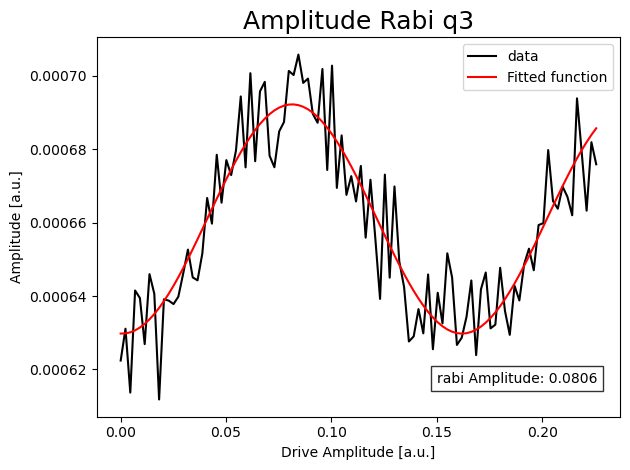 Amplitude Rabi q3
data
Fitted function
Amplitude [a.u.]
0.00070
0.00068
0.00066
0.00064
0.00062
rabi Amplitude: 0.0806
0.00
0.05
0.10
0.15
0.20
Drive Amplitude [a.u.]